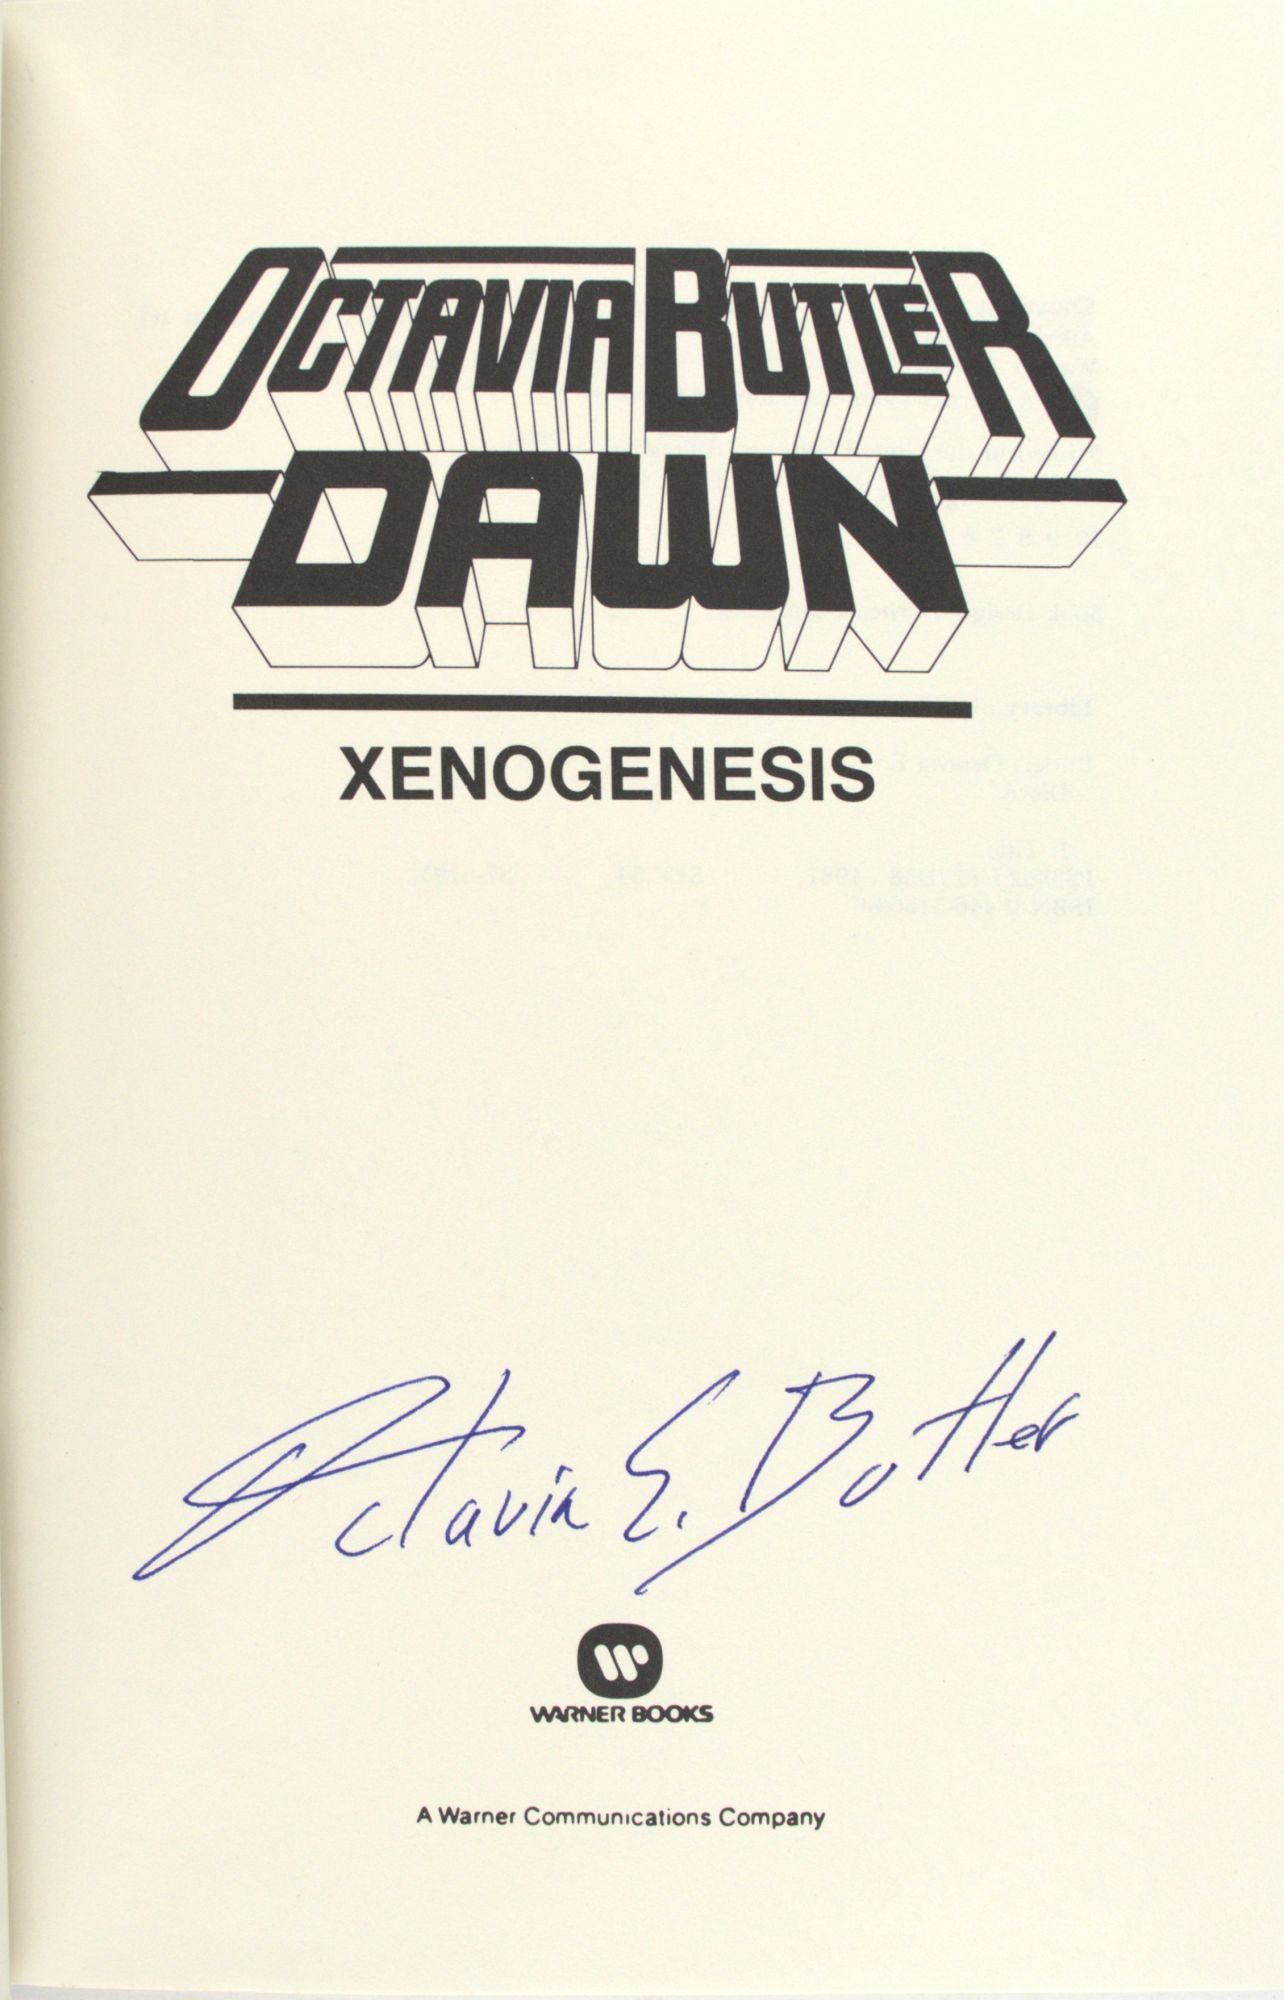 OCTAVIA BUTLER
DAWN
XENOGENESIS
Octavia E. Butler
WARNER BOOKS
A Warner Communications Company